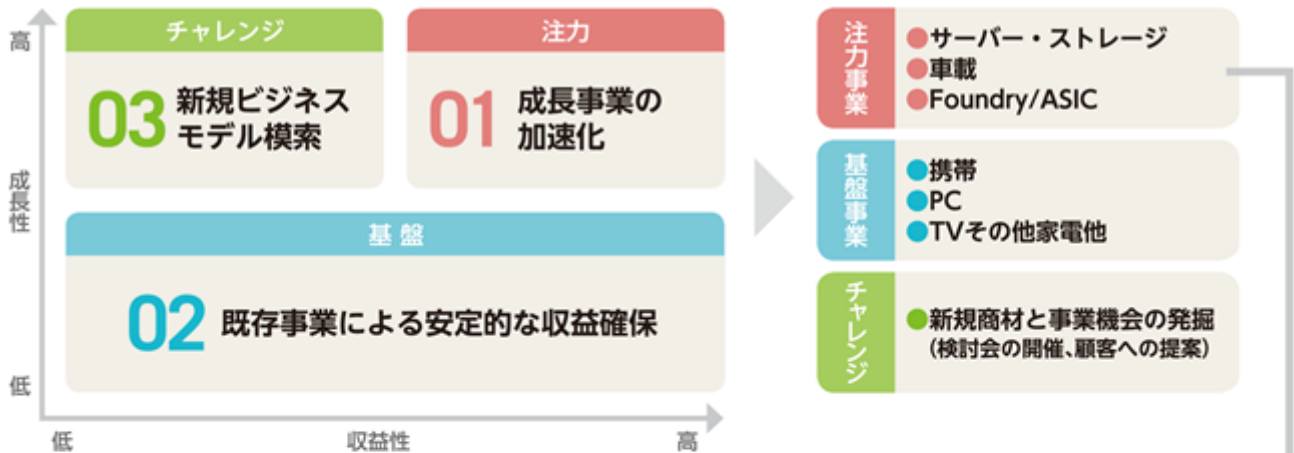 高
成長性
低
チャレンジ
03 新規ビジネス
モデル模索
注力
01 成長事業の
加速化
基盤
02 既存事業による安定的な収益確保
低
収益性
高
注力事業
●サーバー・ストレージ
●車載
●Foundry/ASIC
基盤事業
●携帯
●PC
●TVその他家電他
チャレンジ
●新規商材と事業機会の発掘
(検討会の開催、顧客への提案)